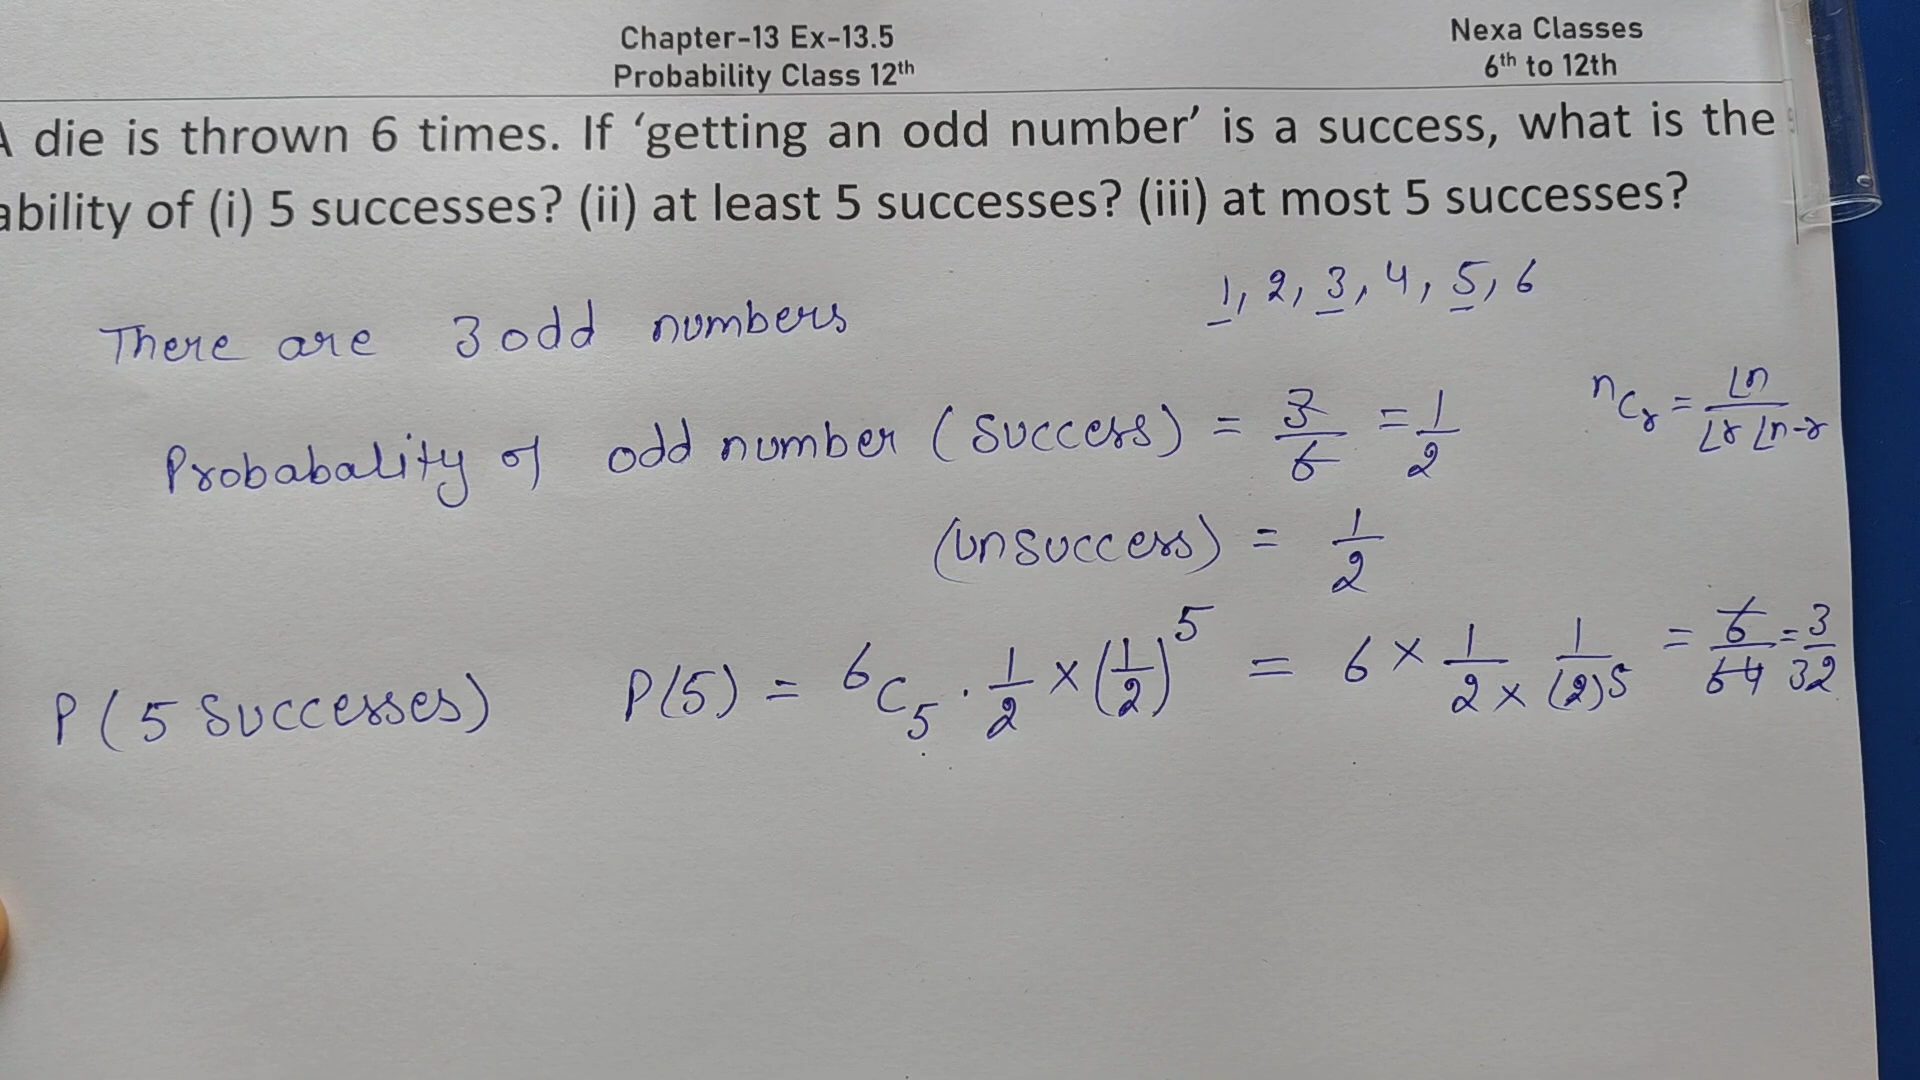 Chapter-13 Ex-13.5
Probability Class 12th
Nexa Classes
6th to 12th
A die is thrown 6 times. If ‘getting an odd number’ is a success, what is the
ability of (i) 5 successes? (ii) at least 5 successes? (iii) at most 5 successes?
1, 2, 3, 4, 5, 6
There are 3 odd numbers
Probabality of odd number (success) = 3/6 = 1/2
nCr = ⌊n / ⌊r ⌊n-r
(unsuccess) = 1/2
P(5 successes) P(5) = 6C5 . 1/2 × (1/2)^5 = 6 × 1/2 × 1/(2)5 = 6/64 = 3/32